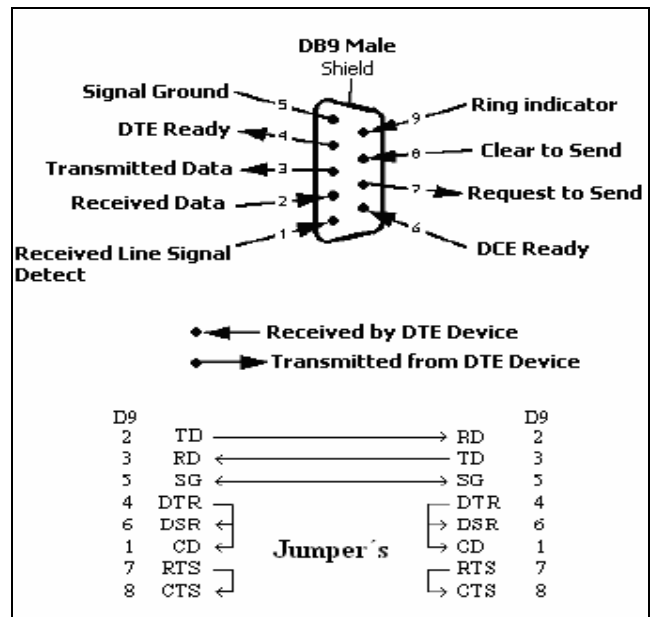 DB9 Male
Shield
Signal Ground 5
9 Ring indicator
DTE Ready 4
8 Clear to Send
Transmitted Data 3
7 Request to Send
Received Data 2
6 DCE Ready
1
Received Line Signal
Detect
Received by DTE Device
Transmitted from DTE Device
D9 D9
2 TD RD 2
3 RD TD 3
5 SG SG 5
4 DTR DTR 4
6 DSR DSR 6
1 CD Jumper´s CD 1
7 RTS RTS 7
8 CTS CTS 8